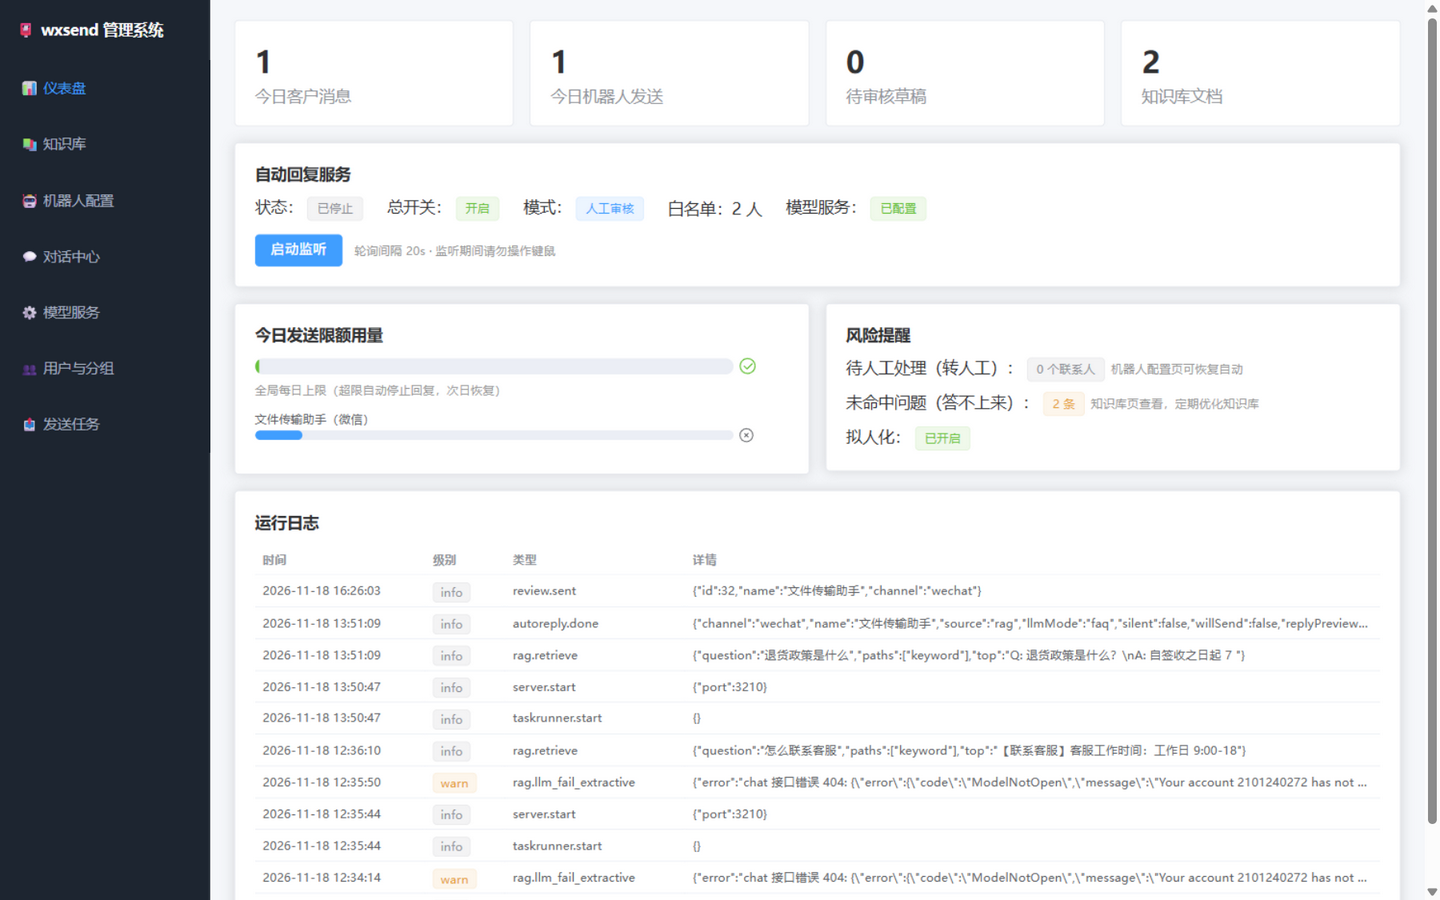 wxsend 管理系统
仪表盘
知识库
机器人配置
对话中心
模型服务
用户与分组
发送任务
1
今日客户消息
1
今日机器人发送
0
待审核草稿
2
知识库文档
自动回复服务
状态： 已停止 总开关： 开启 模式： 人工审核 白名单：2 人 模型服务： 已配置
启动监听 轮询间隔 20s · 监听期间请勿操作键鼠
今日发送限额用量
全局每日上限（超限自动停止回复，次日恢复）
文件传输助手（微信）
风险提醒
待人工处理（转人工）： 0 个联系人 机器人配置页可恢复自动
未命中问题（答不上来）： 2 条 知识库页查看，定期优化知识库
拟人化： 已开启
运行日志
时间 级别 类型 详情
2026-11-18 16:26:03 info review.sent {"id":32,"name":"文件传输助手","channel":"wechat"}
2026-11-18 13:51:09 info autoreply.done {"channel":"wechat","name":"文件传输助手","source":"rag","llmMode":"faq","silent":false,"willSend":false,"replyPreview...
2026-11-18 13:51:09 info rag.retrieve {"question":"退货政策是什么","paths":["keyword"],"top":"Q: 退货政策是什么？\nA: 自签收之日起 7 "}
2026-11-18 13:50:47 info server.start {"port":3210}
2026-11-18 13:50:47 info taskrunner.start {}
2026-11-18 12:36:10 info rag.retrieve {"question":"怎么联系客服","paths":["keyword"],"top":"【联系客服】客服工作时间：工作日 9:00-18"}
2026-11-18 12:35:50 warn rag.llm_fail_extractive {"error":"chat 接口错误 404: {\"error\":{\"code\":\"ModelNotOpen\",\"message\":\"Your account 2101240272 has not ...
2026-11-18 12:35:44 info server.start {"port":3210}
2026-11-18 12:35:44 info taskrunner.start {}
2026-11-18 12:34:14 warn rag.llm_fail_extractive {"error":"chat 接口错误 404: {\"error\":{\"code\":\"ModelNotOpen\",\"message\":\"Your account 2101240272 has not ...